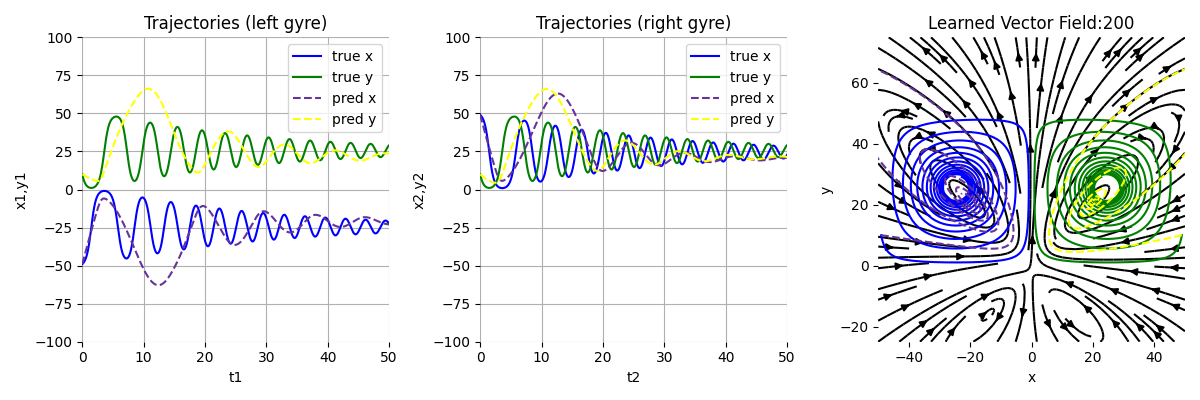 Trajectories (left gyre)
100
75
50
25
0
−25
−50
−75
−100
0
10
20
30
40
50
x1,y1
t1
true x
true y
pred x
pred y
Trajectories (right gyre)
100
75
50
25
0
−25
−50
−75
−100
0
10
20
30
40
50
x2,y2
t2
true x
true y
pred x
pred y
Learned Vector Field:200
60
40
20
0
−20
−40
−20
0
20
40
y
x